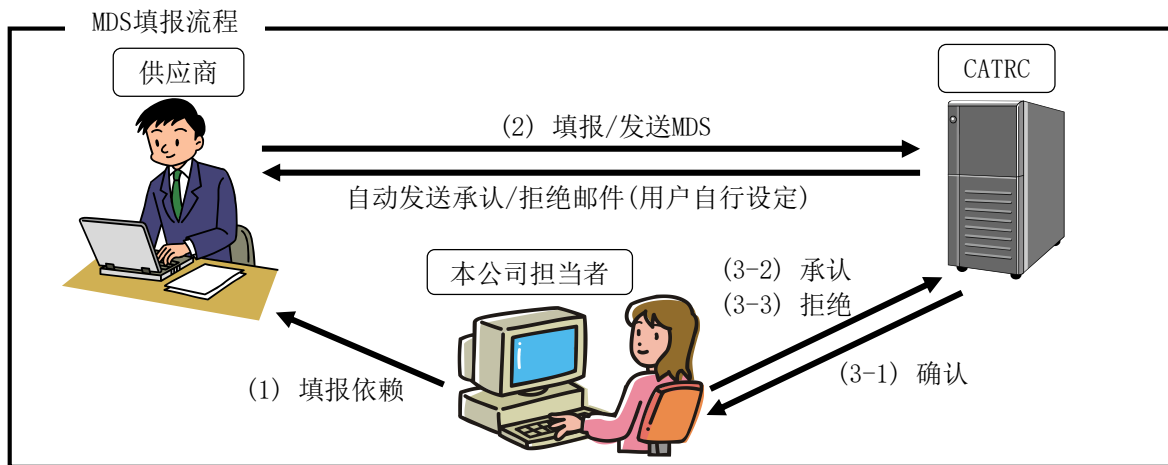 MDS填报流程
供应商
CATRC
(2) 填报/发送MDS
自动发送承认/拒绝邮件(用户自行设定)
本公司担当者
(3-2) 承认
(3-3) 拒绝
(1) 填报依赖
(3-1) 确认